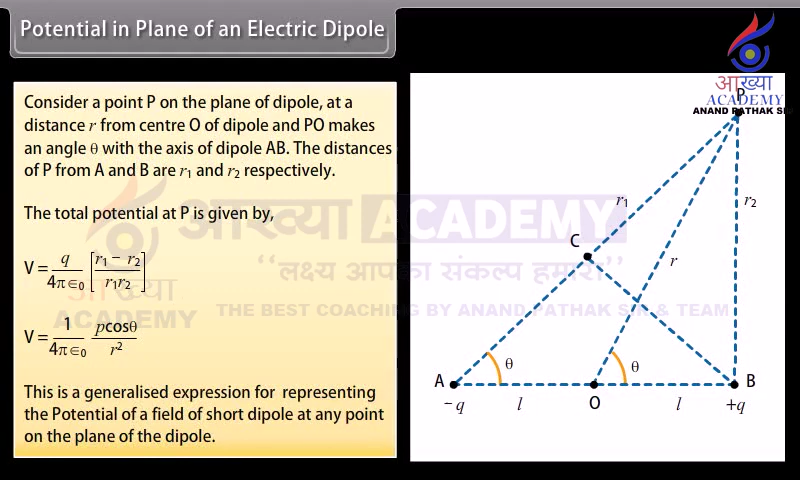 Potential in Plane of an Electric Dipole
आख्या
ACADEMY
ANAND PATHAK SIR
Consider a point P on the plane of dipole, at a
distance r from centre O of dipole and PO makes
an angle θ with the axis of dipole AB. The distances
of P from A and B are r₁ and r₂ respectively.
The total potential at P is given by,
V = q/4π∈₀ [r₁ − r₂/r₁r₂]
V = 1/4π∈₀ pcosθ/r²
This is a generalised expression for representing
the Potential of a field of short dipole at any point
on the plane of the dipole.
आख्या ACADEMY
‘‘लक्ष्य आपका संकल्प हमारा’’
THE BEST COACHING BY ANAND PATHAK SIR & TEAM
आख्या
ACADEMY
P
r₁
r₂
C
r
θ
θ
A
B
−q
l
O
l
+q